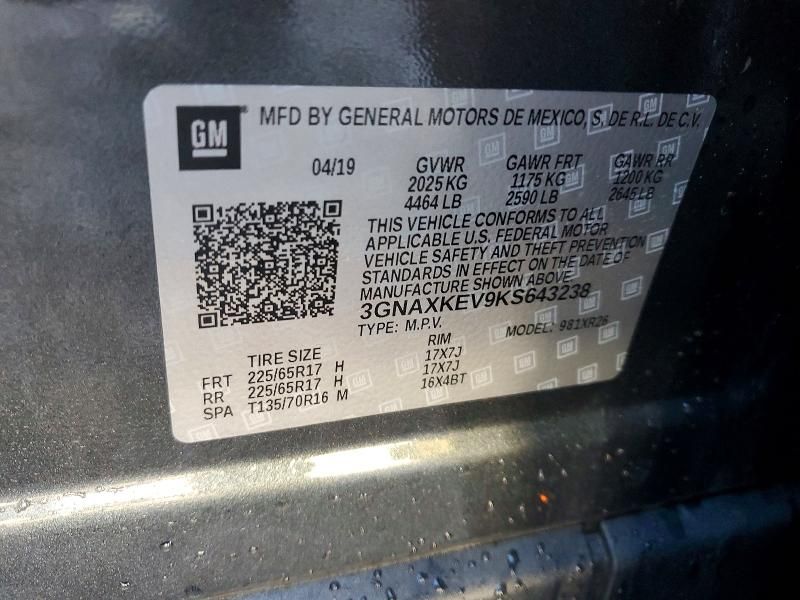 GM® MFD BY GENERAL MOTORS DE MEXICO, S. DE R.L. DE C.V.
04/19 GVWR GAWR FRT GAWR RR
2025 KG 1175 KG 1200 KG
4464 LB 2590 LB 2645 LB
THIS VEHICLE CONFORMS TO ALL
APPLICABLE U.S. FEDERAL MOTOR
VEHICLE SAFETY AND THEFT PREVENTION
STANDARDS IN EFFECT ON THE DATE OF
MANUFACTURE SHOWN ABOVE.
3GNAXKEV9KS643238
TYPE: M.P.V. MODEL: 981XR26
TIRE SIZE RIM
FRT 225/65R17 H 17X7J
RR 225/65R17 H 17X7J
SPA T135/70R16 M 16X4BT